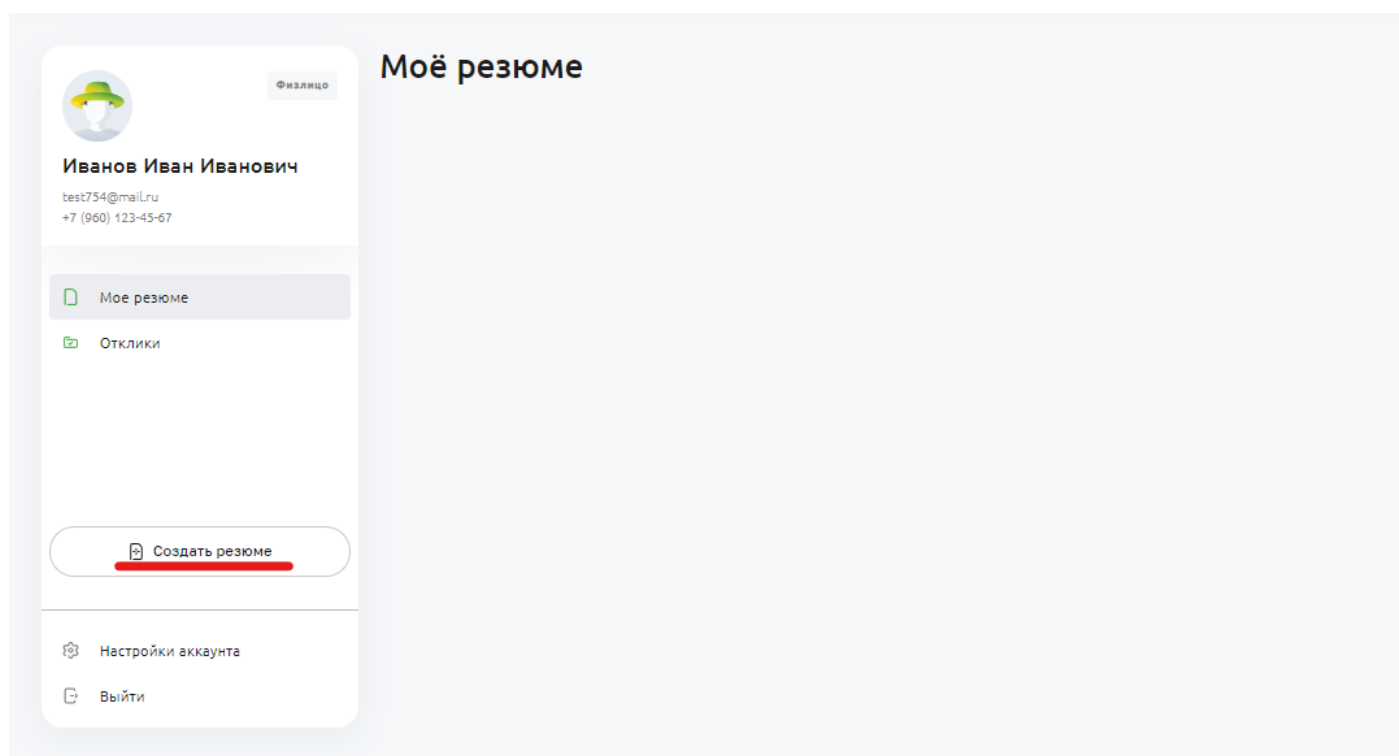 Моё резюме
Физлицо
Иванов Иван Иванович
test754@mail.ru
+7 (960) 123-45-67
Мое резюме
Отклики
Создать резюме
Настройки аккаунта
Выйти